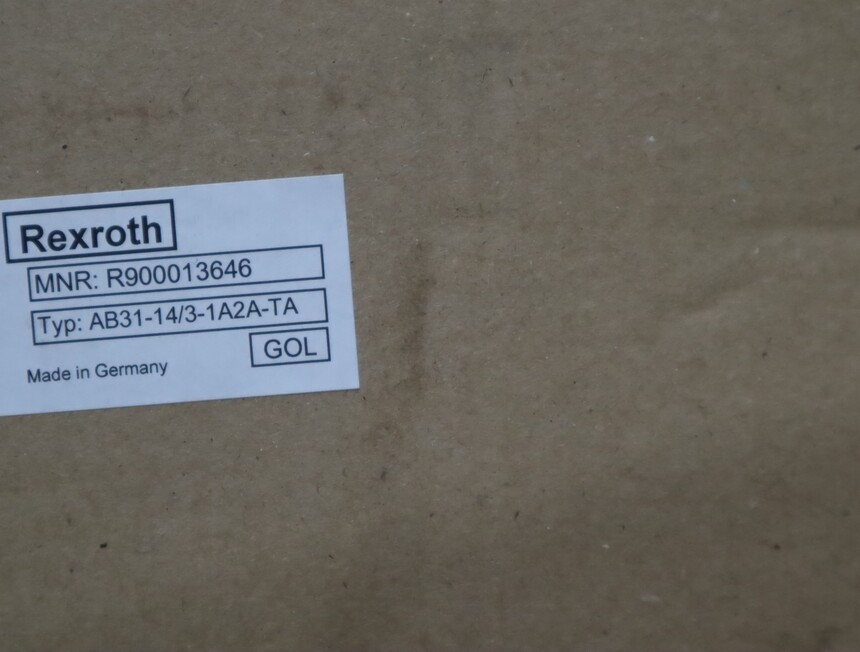 Rexroth
MNR: R900013646
Typ: AB31-14/3-1A2A-TA
GOL
Made in Germany